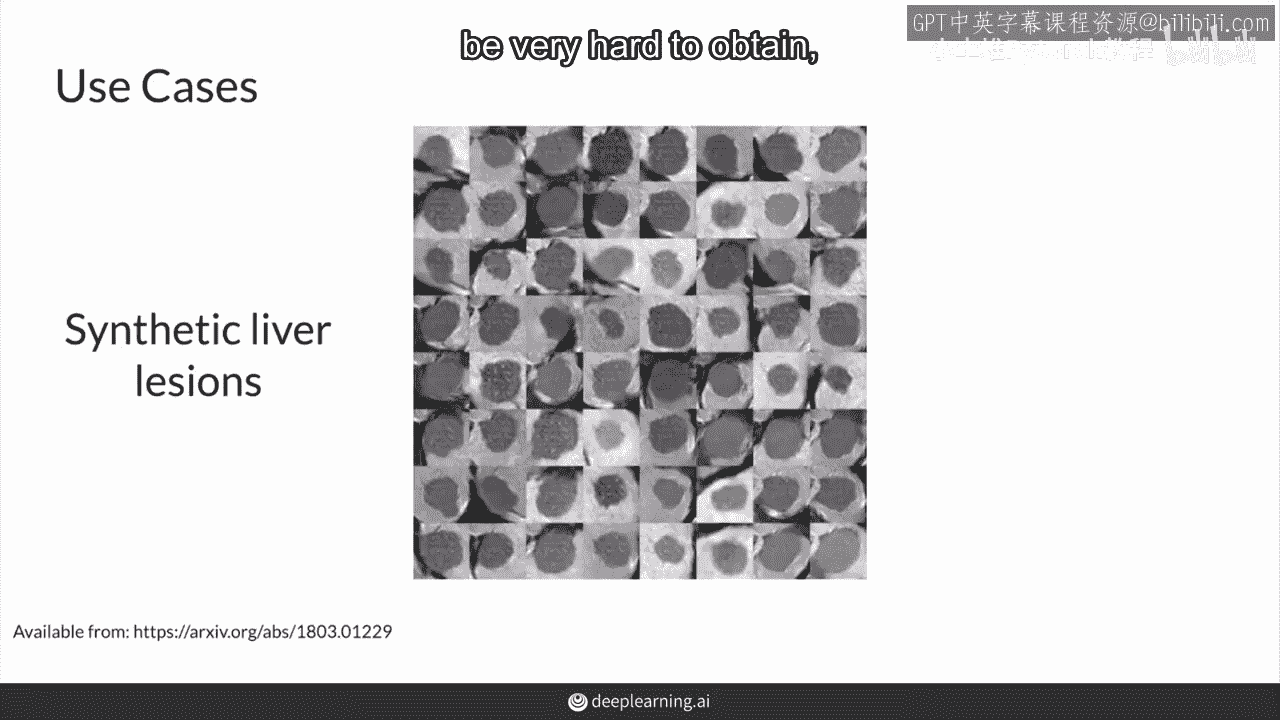 GPT中英字幕课程资源@bilibili.com
be very hard to obtain,
Use Cases
Synthetic liver
lesions
Available from: https://arxiv.org/abs/1803.01229
deeplearning.ai